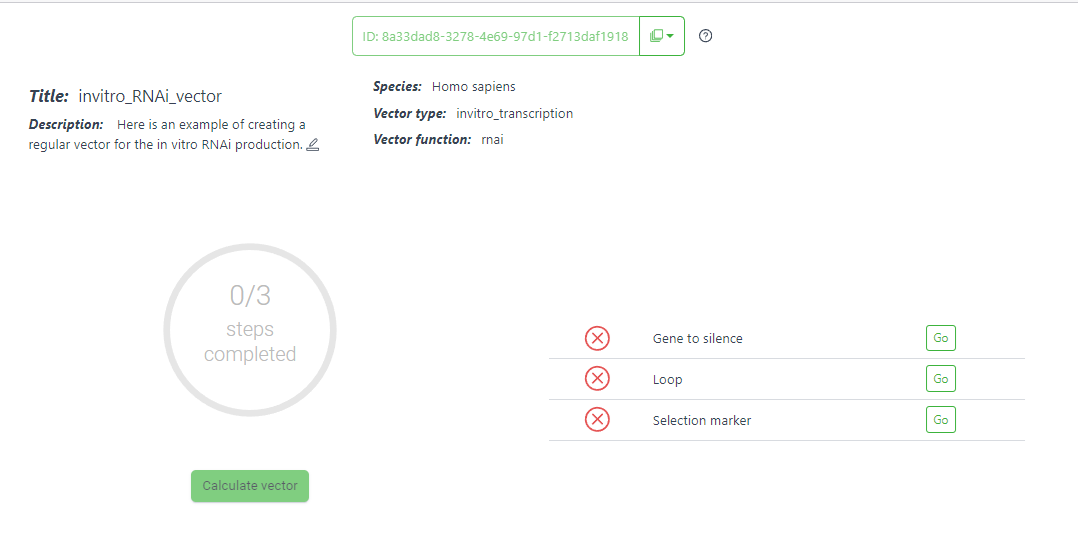 ID: 8a33dad8-3278-4e69-97d1-f2713daf1918
Title: invitro_RNAi_vector
Description: Here is an example of creating a
regular vector for the in vitro RNAi production.
Species: Homo sapiens
Vector type: invitro_transcription
Vector function: rnai
0/3
steps
completed
Calculate vector
Gene to silence Go
Loop Go
Selection marker Go